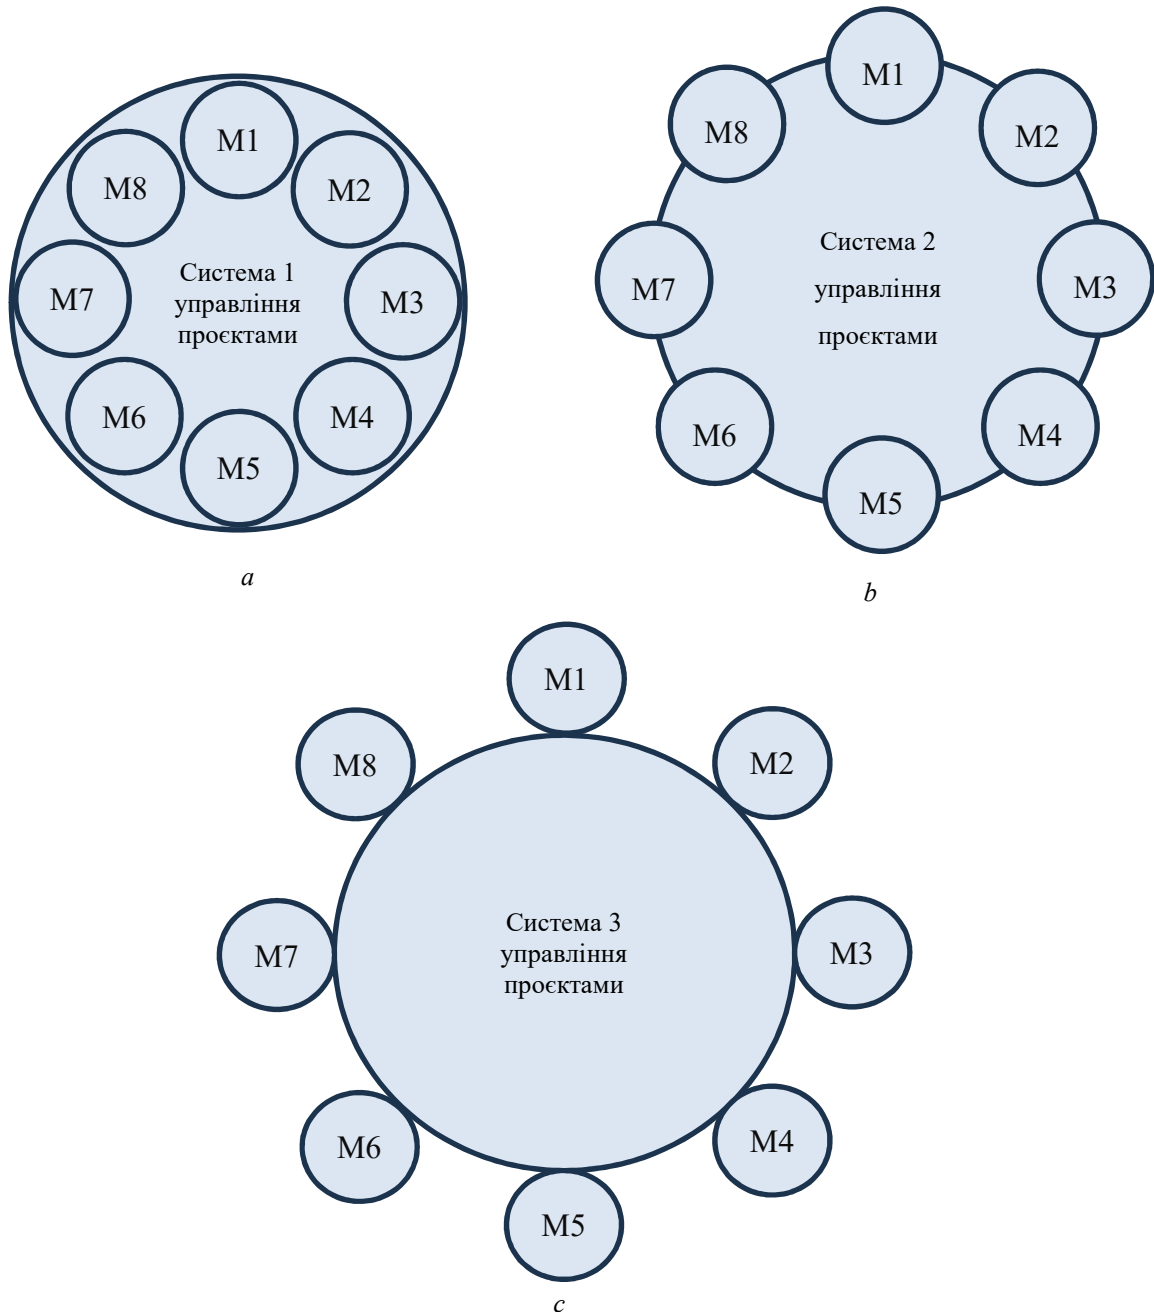 M1
M8
M2
Система 1
управління
проєктами
M7
M3
M6
M4
M5
a
M1
M8
M2
Система 2
управління
проєктами
M7
M3
M6
M4
M5
b
M1
M8
M2
Система 3
управління
проєктами
M7
M3
M6
M4
M5
c